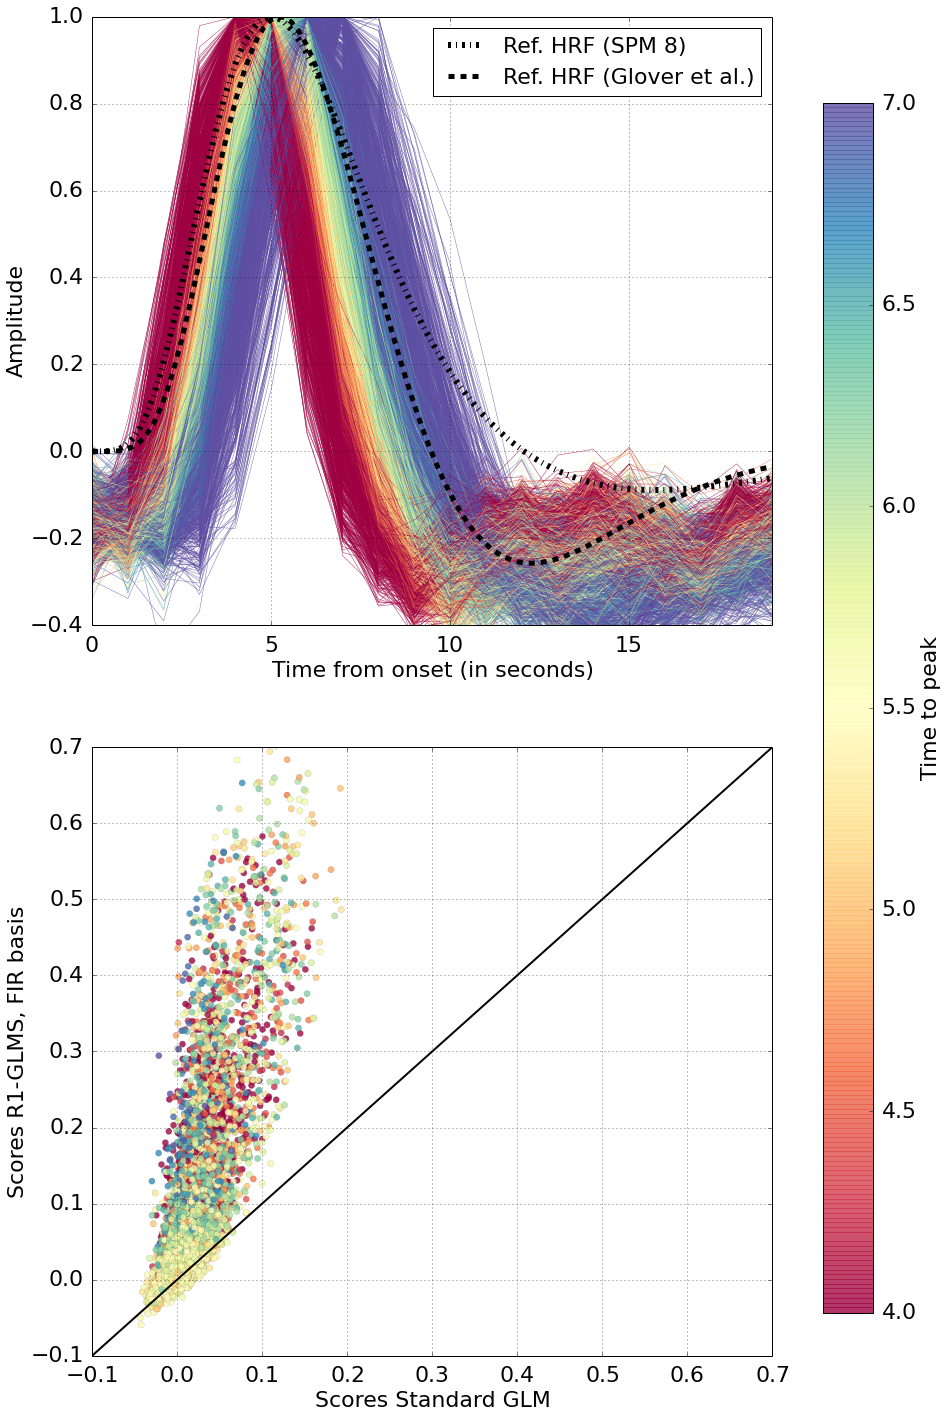 1.0
0.8
0.6
0.4
0.2
0.0
−0.2
−0.4
Amplitude
Ref. HRF (SPM 8)
Ref. HRF (Glover et al.)
0 5 10 15
Time from onset (in seconds)
0.7
0.6
0.5
0.4
0.3
0.2
0.1
0.0
−0.1
Scores R1-GLMS, FIR basis
−0.1 0.0 0.1 0.2 0.3 0.4 0.5 0.6 0.7
Scores Standard GLM
7.0
6.5
6.0
5.5
5.0
4.5
4.0
Time to peak